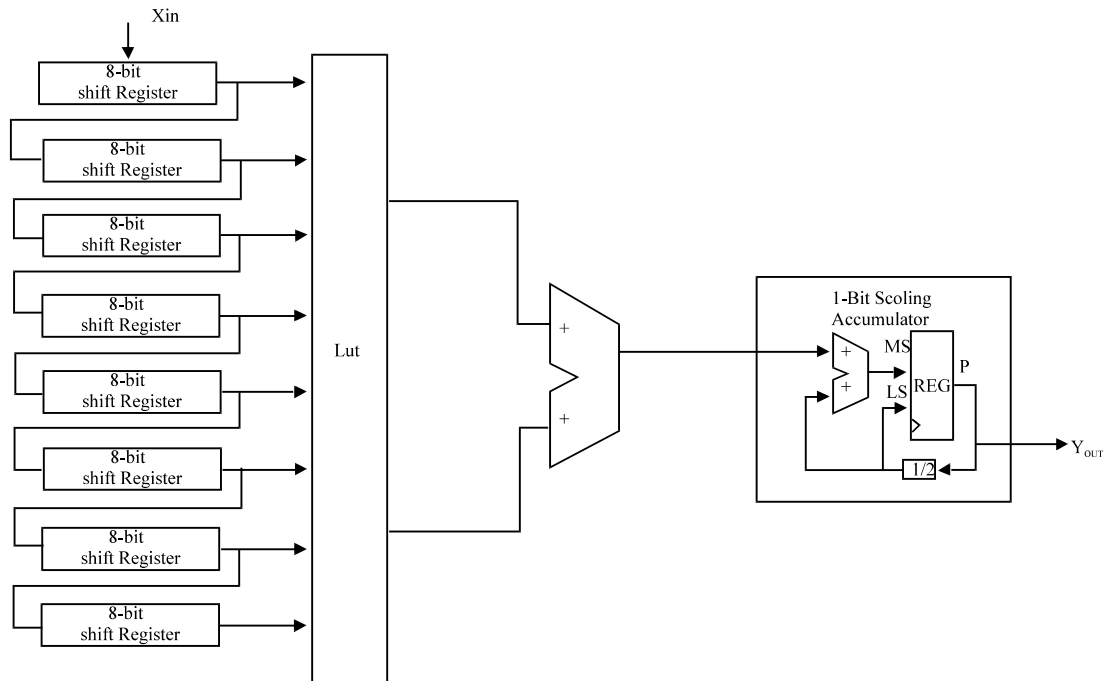 Xin
8-bit
shift Register
8-bit
shift Register
8-bit
shift Register
8-bit
shift Register
8-bit
shift Register
8-bit
shift Register
8-bit
shift Register
8-bit
shift Register
Lut
+
+
1-Bit Scoling
Accumulator
+
+
MS
LS
REG
P
1/2
YOUT